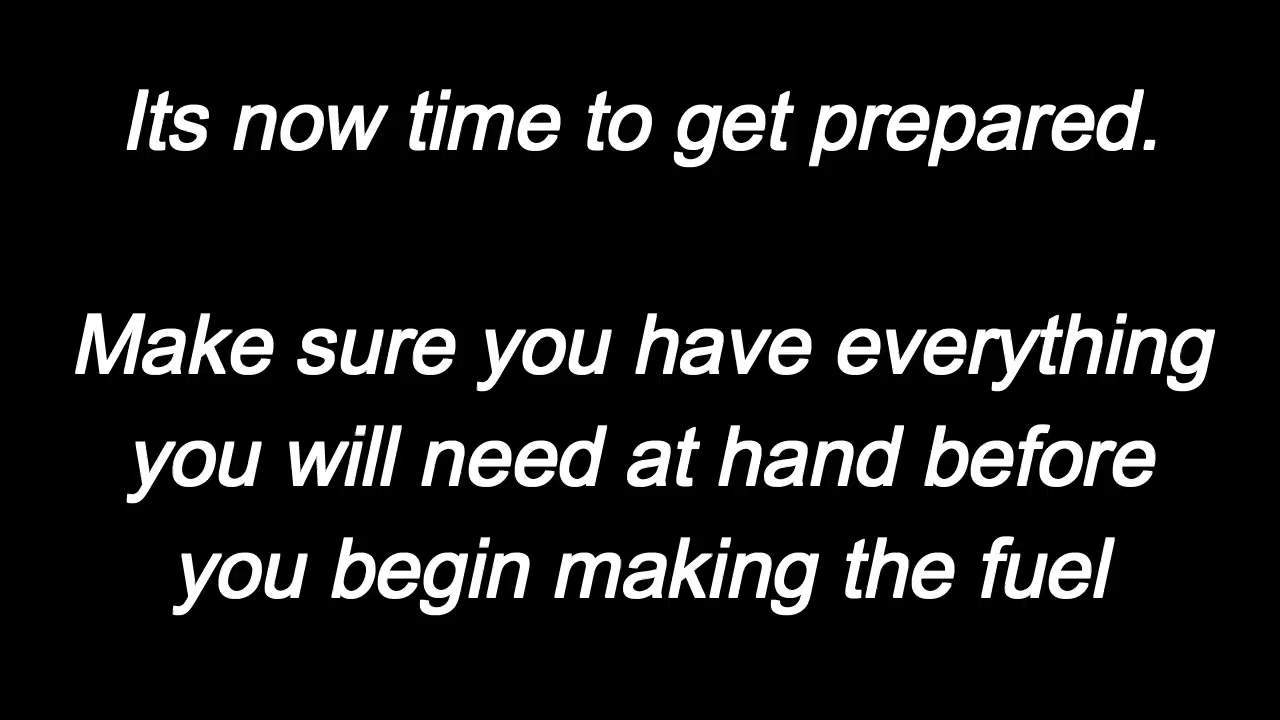 Its now time to get prepared.
Make sure you have everything
you will need at hand before
you begin making the fuel